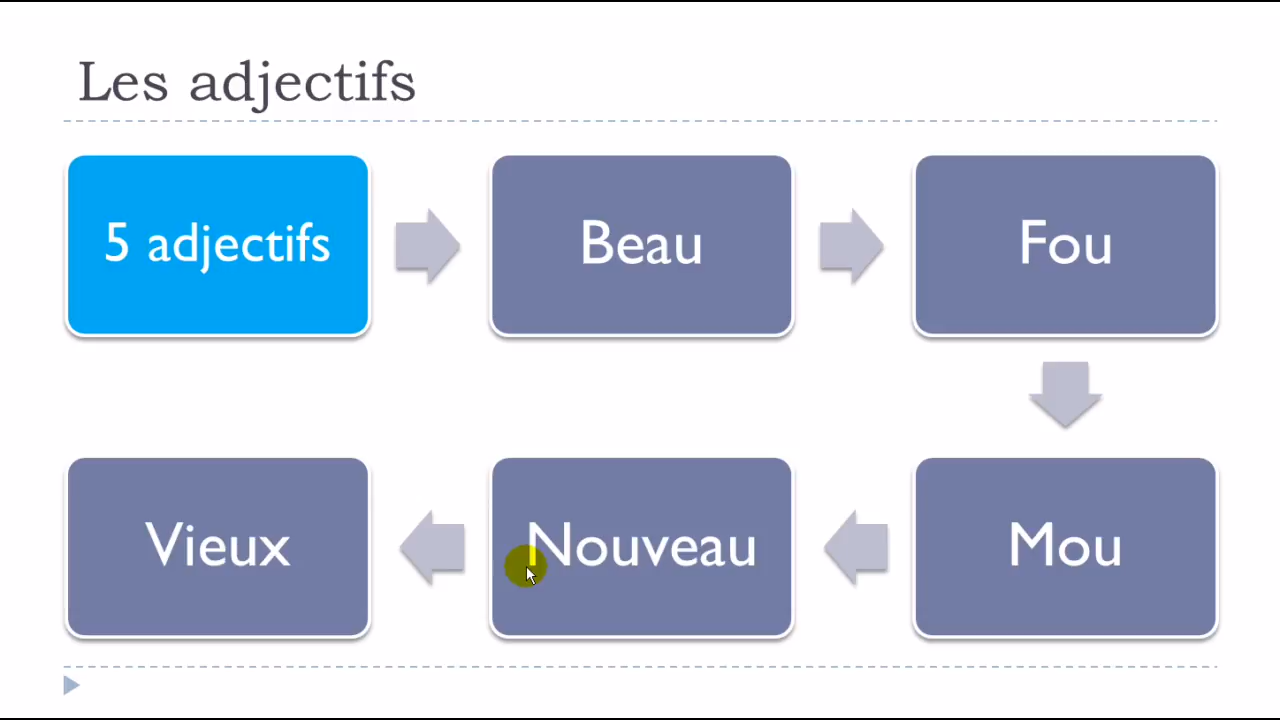 Les adjectifs
5 adjectifs
Beau
Fou
Mou
Nouveau
Vieux